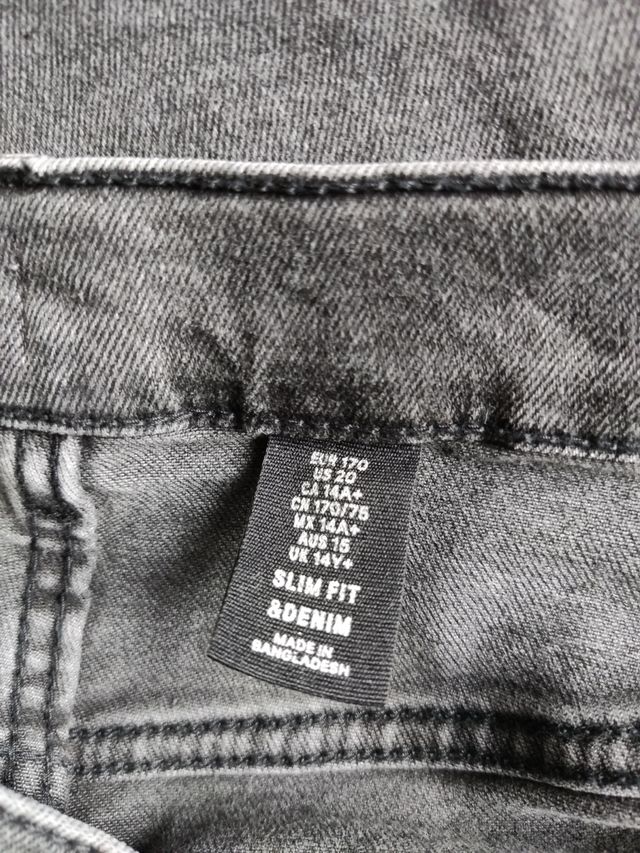 EUR 170
US 20
CA 14A+
CN 170/75
MX 14A+
AUS 15
UK 14Y+
SLIM FIT
&DENIM
MADE IN
BANGLADESH